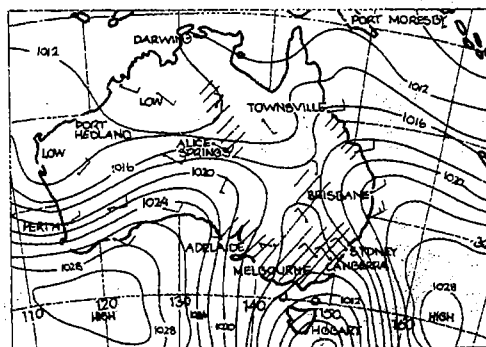 PORT MORESBY
DARWING
1012
1012
LOW
TOWNSVILLE
PORT
HEDLAND
1016
ALICE
SPRINGS
LOW
1016
1020
1020
BRISBANE
1024
PERTH
ADELAIDE
SYDNEY
CANBERRA
MELBOURNE
1028
1012
1028
110
120
HIGH
130
1028
1020
140
150
HOBART
160
HIGH